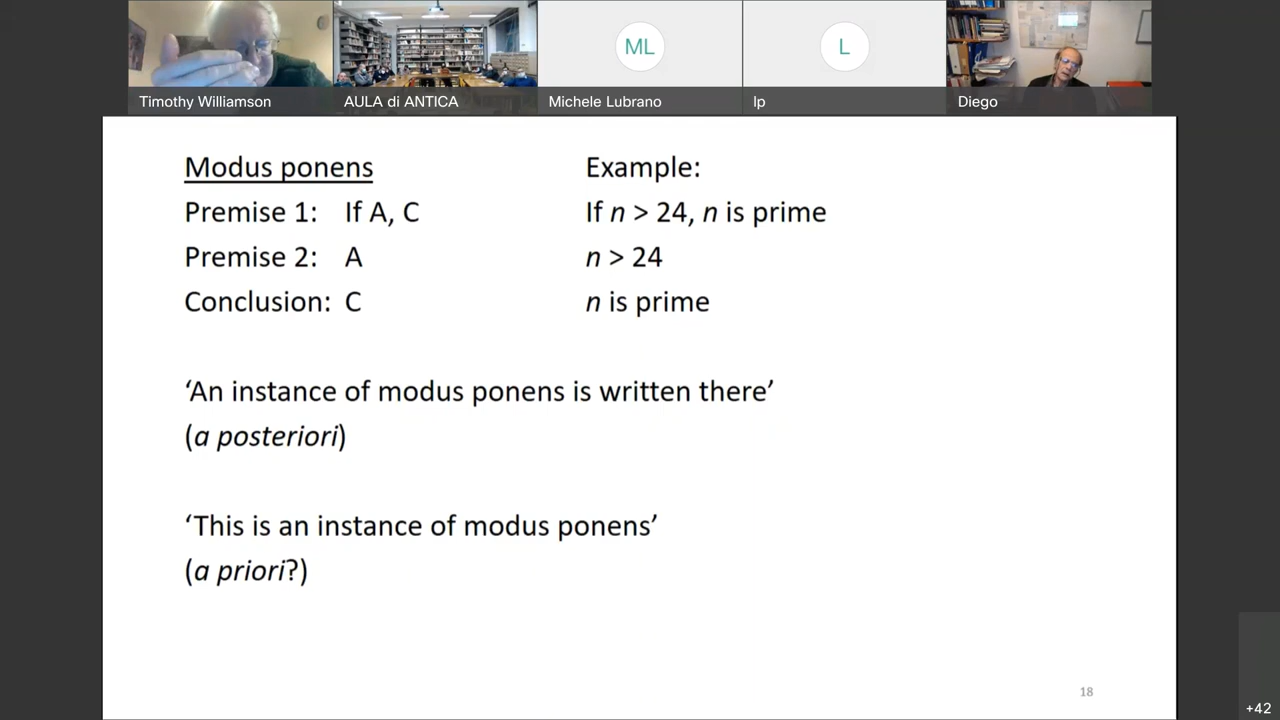 ML
L
Timothy Williamson
AULA di ANTICA
Michele Lubrano
lp
Diego
Modus ponens Example:
Premise 1: If A, C If n > 24, n is prime
Premise 2: A n > 24
Conclusion: C n is prime
‘An instance of modus ponens is written there’
(a posteriori)
‘This is an instance of modus ponens’
(a priori?)
18
+42